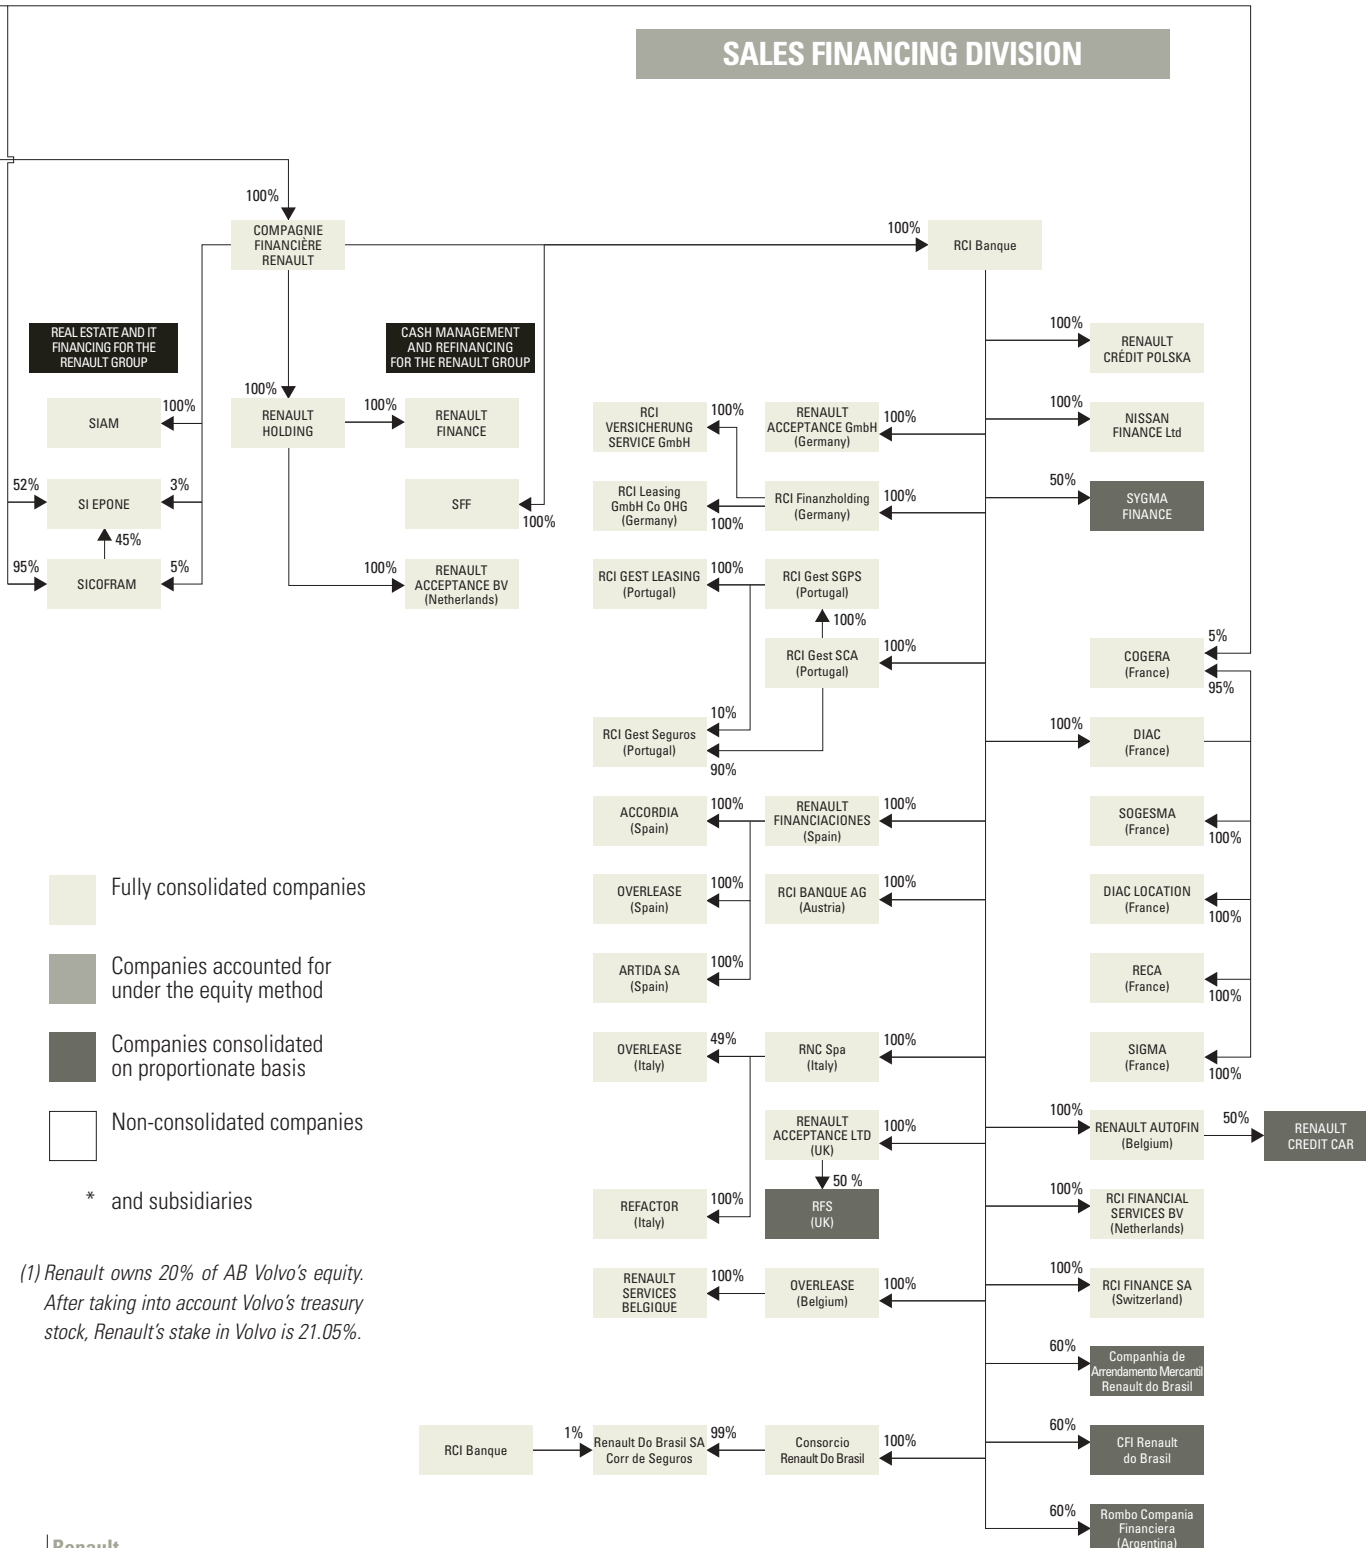 SALES FINANCING DIVISION
100%
COMPAGNIE
FINANCIÈRE
RENAULT
100%
RCI Banque
REAL ESTATE AND IT
FINANCING FOR THE
RENAULT GROUP
CASH MANAGEMENT
AND REFINANCING
FOR THE RENAULT GROUP
100%
RENAULT
CRÉDIT POLSKA
SIAM
100%
100%
RENAULT
HOLDING
100%
RENAULT
FINANCE
RCI
VERSICHERUNG
SERVICE GmbH
100%
RENAULT
ACCEPTANCE GmbH
(Germany)
100%
100%
NISSAN
FINANCE Ltd
52%
SI EPONE
3%
SFF
100%
RCI Leasing
GmbH Co OHG
(Germany)
100%
RCI Finanzholding
(Germany)
100%
50%
SYGMA
FINANCE
45%
95%
SICOFRAM
5%
100%
RENAULT
ACCEPTANCE BV
(Netherlands)
RCI GEST LEASING
(Portugal)
100%
RCI Gest SGPS
(Portugal)
100%
RCI Gest SCA
(Portugal)
100%
COGERA
(France)
5%
95%
RCI Gest Seguros
(Portugal)
10%
90%
100%
DIAC
(France)
ACCORDIA
(Spain)
100%
RENAULT
FINANCIACIONES
(Spain)
100%
SOGESMA
(France)
100%
Fully consolidated companies
OVERLEASE
(Spain)
100%
RCI BANQUE AG
(Austria)
100%
DIAC LOCATION
(France)
100%
Companies accounted for
under the equity method
ARTIDA SA
(Spain)
100%
RECA
(France)
100%
Companies consolidated
on proportionate basis
OVERLEASE
(Italy)
49%
RNC Spa
(Italy)
100%
SIGMA
(France)
100%
Non-consolidated companies
RENAULT
ACCEPTANCE LTD
(UK)
100%
100%
RENAULT AUTOFIN
(Belgium)
50%
RENAULT
CREDIT CAR
* and subsidiaries
REFACTOR
(Italy)
100%
50 %
RFS
(UK)
100%
RCI FINANCIAL
SERVICES BV
(Netherlands)
(1) Renault owns 20% of AB Volvo's equity.
After taking into account Volvo's treasury
stock, Renault's stake in Volvo is 21.05%.
RENAULT
SERVICES
BELGIQUE
100%
OVERLEASE
(Belgium)
100%
100%
RCI FINANCE SA
(Switzerland)
60%
Companhia de
Arrendamento Mercantil
Renault do Brasil
RCI Banque
1%
Renault Do Brasil SA
Corr de Seguros
99%
Consorcio
Renault Do Brasil
100%
60%
CFI Renault
do Brasil
60%
Rombo Compania
Financiera
(Argentina)
Renault